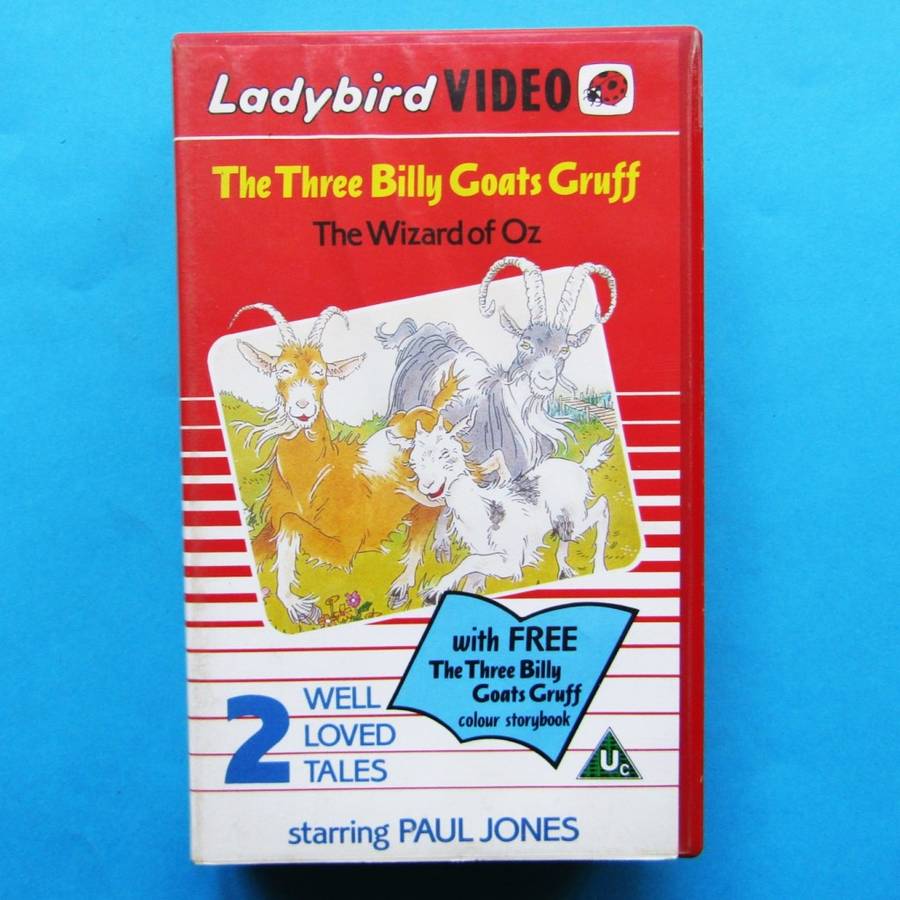 Ladybird VIDEO
The Three Billy Goats Gruff
The Wizard of Oz
with FREE
The Three Billy
Goats Gruff
colour storybook
2 WELL
LOVED
TALES
Uc
starring PAUL JONES